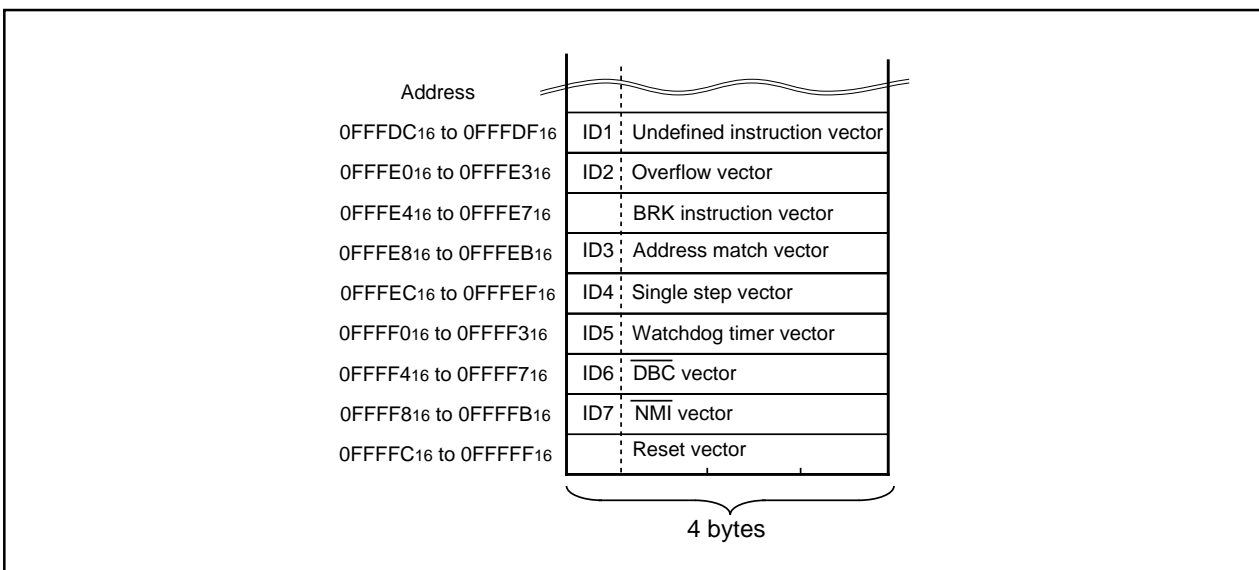 Address
0FFFDC16 to 0FFFDF16 ID1 Undefined instruction vector
0FFFE016 to 0FFFE316 ID2 Overflow vector
0FFFE416 to 0FFFE716 BRK instruction vector
0FFFE816 to 0FFFEB16 ID3 Address match vector
0FFFEC16 to 0FFFEF16 ID4 Single step vector
0FFFF016 to 0FFFF316 ID5 Watchdog timer vector
0FFFF416 to 0FFFF716 ID6 D̅B̅C̅ vector
0FFFF816 to 0FFFFB16 ID7 N̅M̅I̅ vector
0FFFFC16 to 0FFFFF16 Reset vector
4 bytes